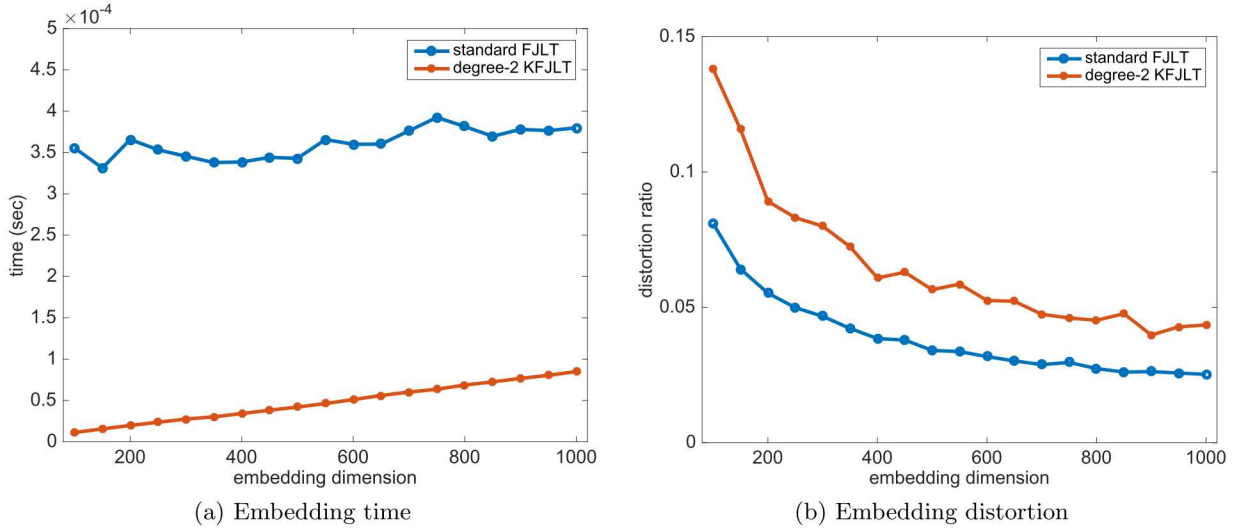 ×10⁻⁴
5
4.5
4
3.5
3
2.5
2
1.5
1
0.5
0
time (sec)
standard FJLT
degree-2 KFJLT
200 400 600 800 1000
embedding dimension
(a) Embedding time
0.15
0.1
0.05
0
distortion ratio
standard FJLT
degree-2 KFJLT
200 400 600 800 1000
embedding dimension
(b) Embedding distortion